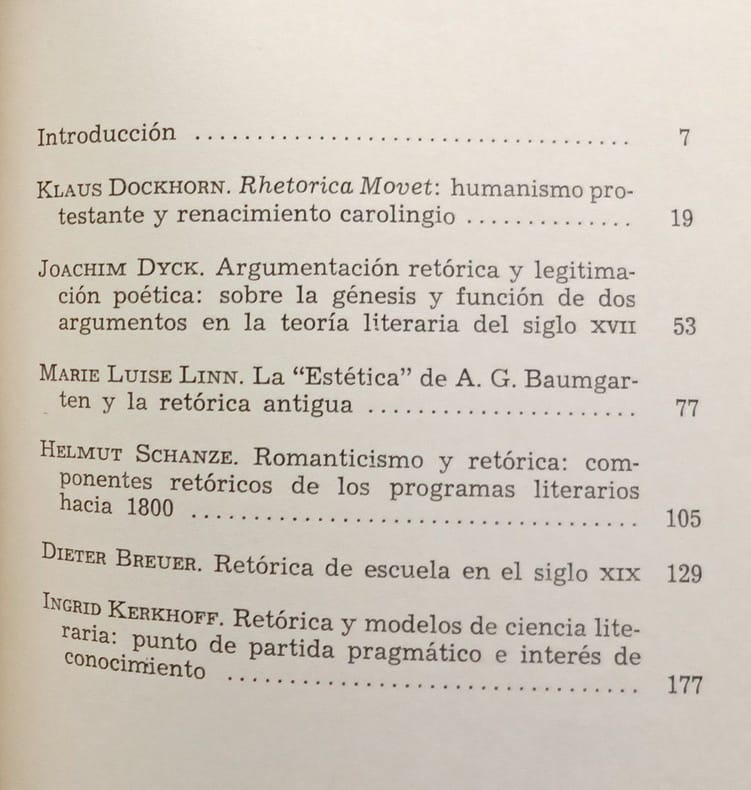 Introducción ................................... 7
KLAUS DOCKHORN. Rhetorica Movet: humanismo pro-
testante y renacimiento carolingio .............. 19
JOACHIM DYCK. Argumentación retórica y legitima-
ción poética: sobre la génesis y función de dos
argumentos en la teoría literaria del siglo XVII 53
MARIE LUISE LINN. La “Estética” de A. G. Baumgar-
ten y la retórica antigua ...................... 77
HELMUT SCHANZE. Romanticismo y retórica: com-
ponentes retóricos de los programas literarios
hacia 1800 .................................... 105
DIETER BREUER. Retórica de escuela en el siglo XIX 129
INGRID KERKHOFF. Retórica y modelos de ciencia lite-
raria: punto de partida pragmático e interés de
conocimiento ................................. 177